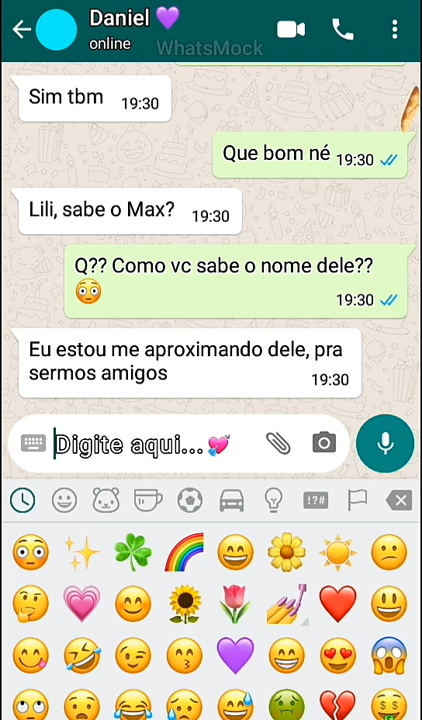 Daniel 💜
online
WhatsMock
Sim tbm 19:30
Que bom né 19:30
Lili, sabe o Max? 19:30
Q?? Como vc sabe o nome dele??
😳
19:30
Eu estou me aproximando dele, pra
sermos amigos
19:30
Digite aqui...💘
!?#